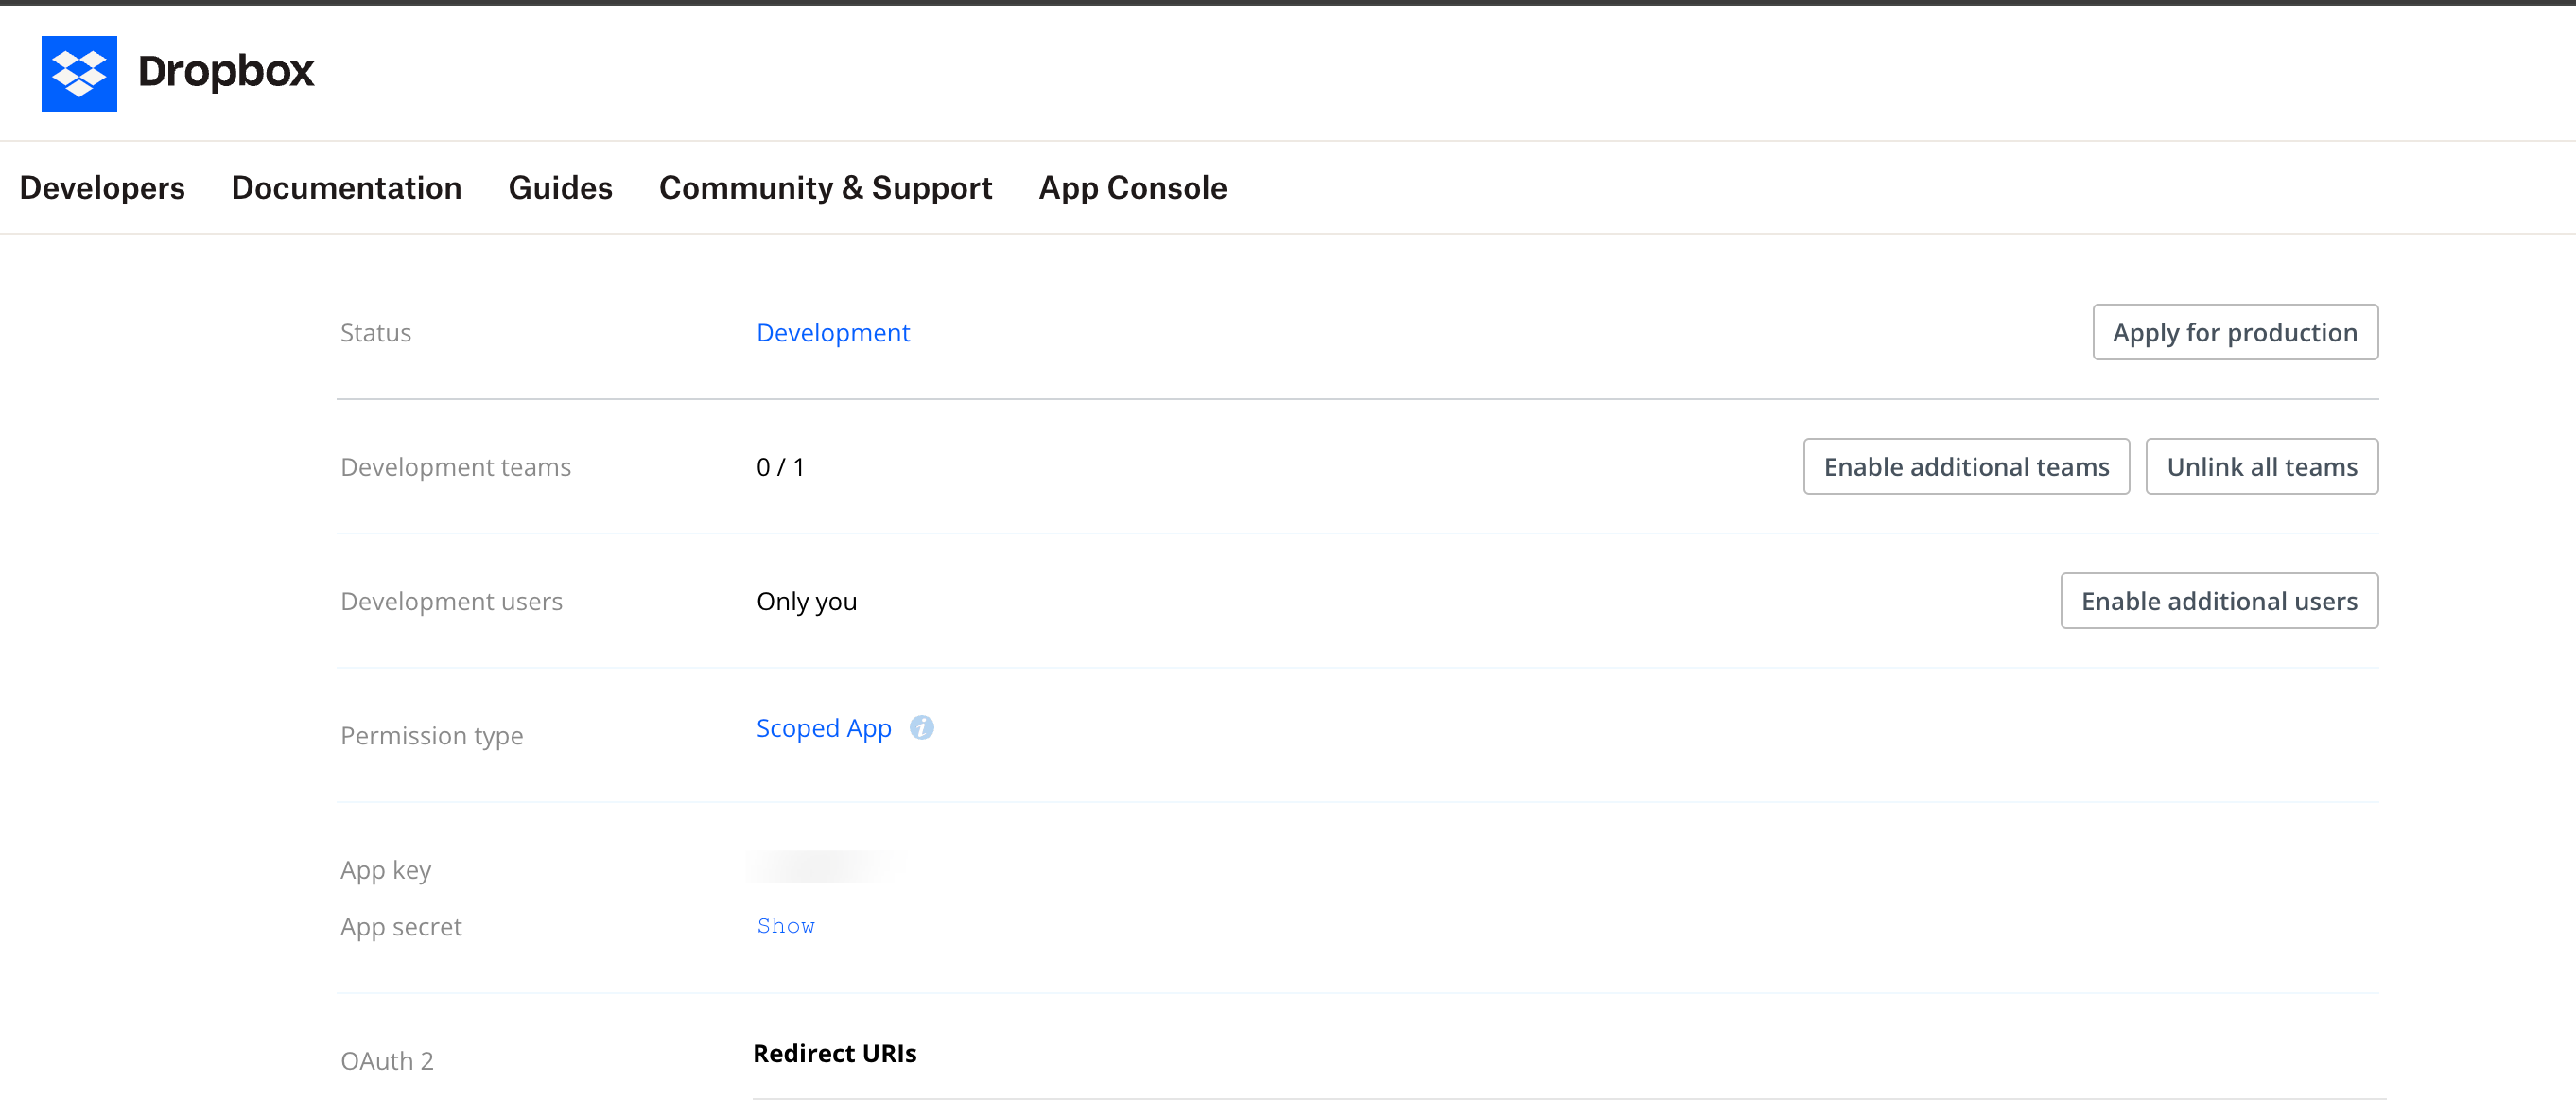 Dropbox
Developers Documentation Guides Community & Support App Console
Status Development Apply for production
Development teams 0 / 1 Enable additional teams Unlink all teams
Development users Only you Enable additional users
Permission type Scoped App i
App key
App secret Show
OAuth 2 Redirect URIs